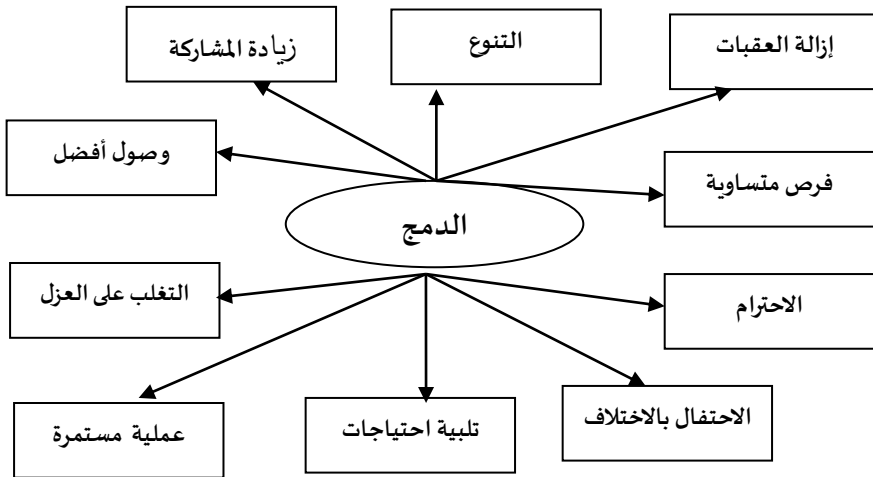 إزالة العقبات
التنوع
زيادة المشاركة
وصول أفضل
فرص متساوية
الدمج
التغلب على العزل
الاحترام
الاحتفال بالاختلاف
تلبية احتياجات
عملية مستمرة